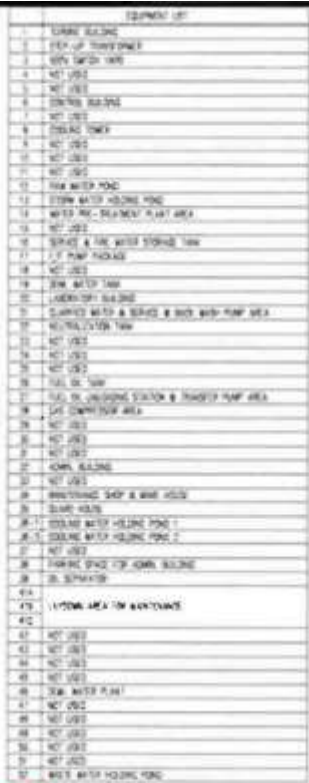 EQUIPMENT LIST
1 TURBINE BUILDING
2 STEP-UP TRANSFORMER
3 SWITCH YARD
4 NOT USED
5 NOT USED
6 CONTROL BUILDING
7 NOT USED
8 COOLING TOWER
9 NOT USED
10 NOT USED
11 NOT USED
12 RAW WATER POND
13 STORM WATER HOLDING POND
14 WATER PRE-TREATMENT PLANT AREA
15 NOT USED
16 SERVICE & FIRE WATER STORAGE TANK
17 PUMP PACKAGE
18 NOT USED
19 DEMI. WATER TANK
20 LABORATORY BUILDING
21 CLARIFIED WATER & SERVICE & BACK WASH PUMP AREA
22 NEUTRALIZATION TANK
23 NOT USED
24 NOT USED
25 NOT USED
26 FUEL OIL TANK
27 FUEL OIL UNLOADING STATION & TRANSFER PUMP AREA
28 GAS COMPRESSOR AREA
29 NOT USED
30 NOT USED
31 NOT USED
32 ADMIN. BUILDING
33 NOT USED
34 MAINTENANCE SHOP & WARE HOUSE
35 GUARD HOUSE
36-1 COOLING WATER HOLDING POND 1
36-2 COOLING WATER HOLDING POND 2
37 NOT USED
38 PARKING SPACE FOR ADMIN. BUILDING
39 OIL SEPARATOR
41A
41B LAYDOWN AREA FOR MAINTENANCE
41C
42 NOT USED
43 NOT USED
44 NOT USED
45 NOT USED
46 DEMI. WATER PLANT
47 NOT USED
48 NOT USED
49 NOT USED
50 NOT USED
51 NOT USED
52 WASTE WATER HOLDING POND